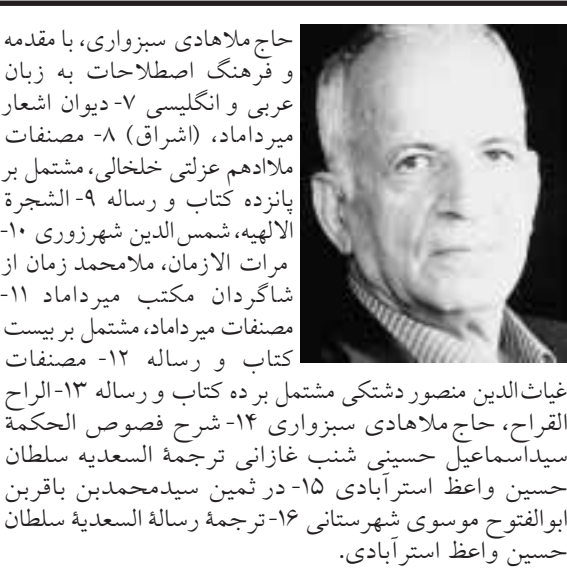 حاج ملاهادی سبزواری، با مقدمه
و فرهنگ اصطلاحات به زبان
عربی و انگلیسی ۷- دیوان اشعار
میرداماد، (اشراق) ۸- مصنفات
ملاادهم عزلتی خلخالی، مشتمل بر
پانزده کتاب و رساله ۹- الشجرة
الالهیه، شمس‌الدین شهرزوری ۱۰-
مرات الازمان، ملامحمد زمان از
شاگردان مکتب میرداماد ۱۱-
مصنفات میرداماد، مشتمل بر بیست
کتاب و رساله ۱۲- مصنفات
غیاث‌الدین منصور دشتکی مشتمل بر ده کتاب و رساله ۱۳- الراح
القراح، حاج ملاهادی سبزواری ۱۴- شرح فصوص الحکمة
سیداسماعیل حسینی شنب غازانی ترجمۀ السعدیه سلطان
حسین واعظ استرآبادی ۱۵- در ثمین سیدمحمدبن باقربن
ابوالفتوح موسوی شهرستانی ۱۶- ترجمۀ رسالۀ السعدیۀ سلطان
حسین واعظ استرآبادی.